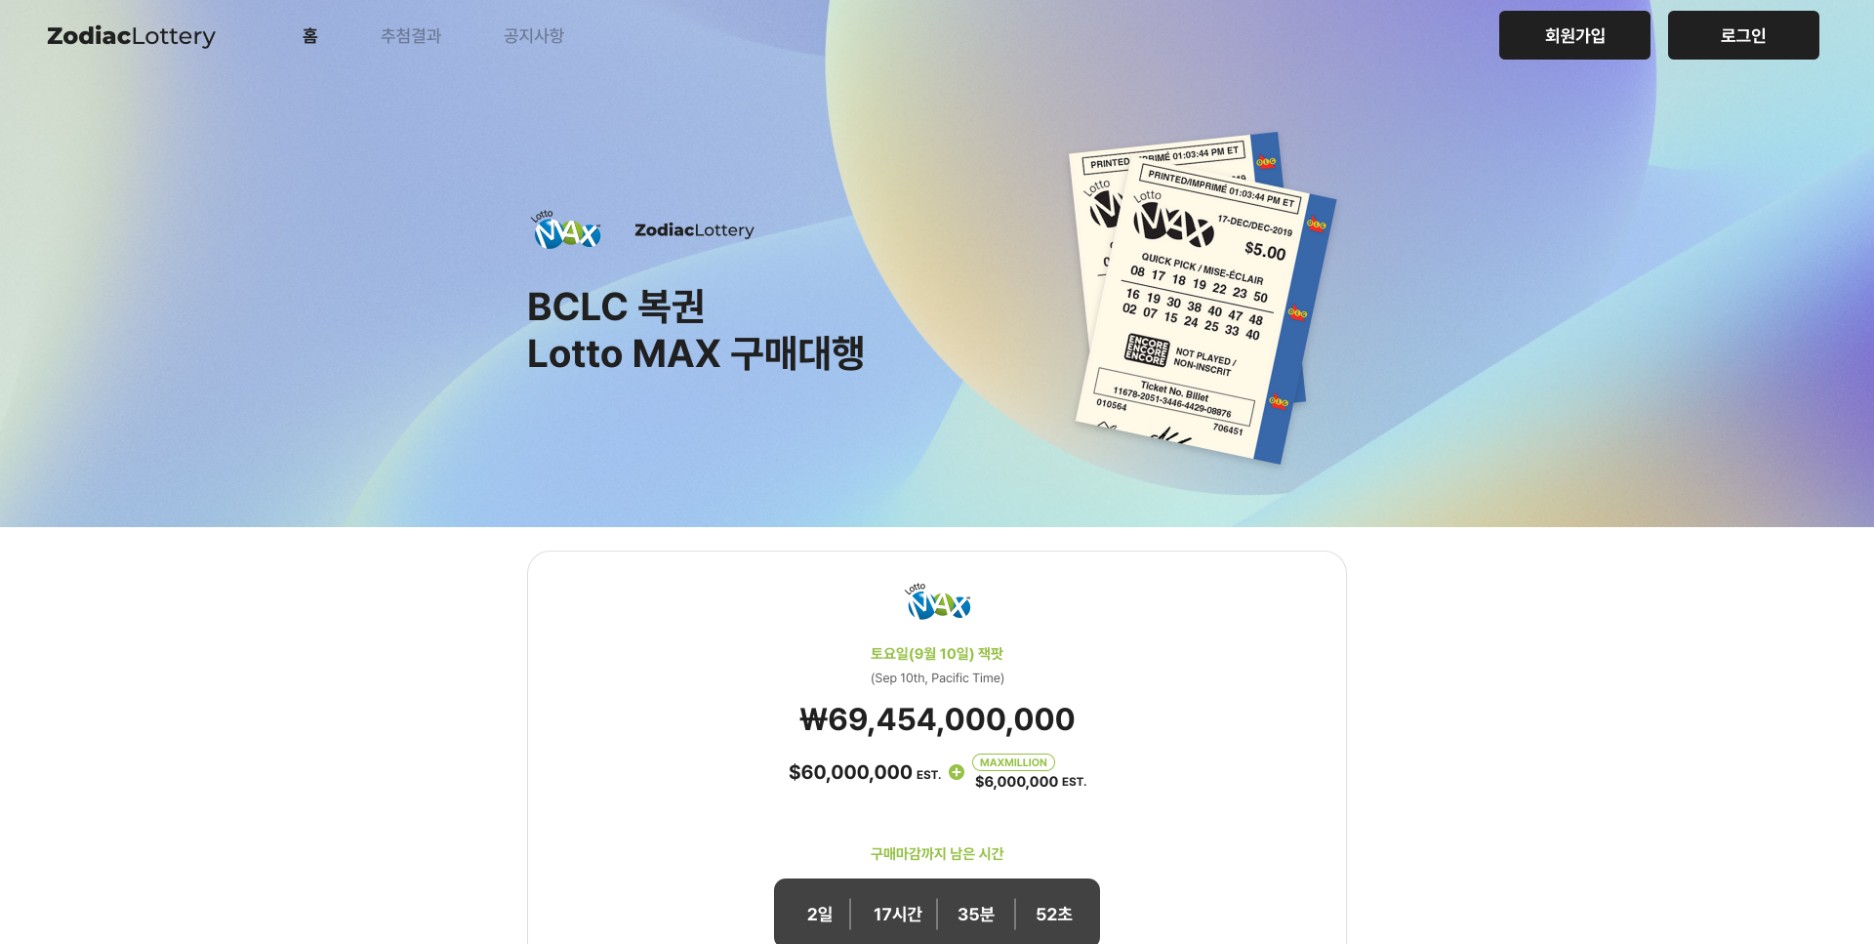 ZodiacLottery
홈
추첨결과
공지사항
회원가입
로그인
Lotto MAX
ZodiacLottery
BCLC 복권
Lotto MAX 구매대행
PRINTED/IMPRIMÉ 01:03:44 PM ET
PRINTED/IMPRIMÉ 01:03:44 PM ET
Lotto MAX
17-DEC/DEC-2019
$5.00
QUICK PICK / MISE-ÉCLAIR
08 17 18 19 22 23 50
16 19 30 38 40 47 48
02 07 15 24 25 33 40
ENCORE
ENCORE
ENCORE
NOT PLAYED /
NON-INSCRIT
Ticket No. Billet
11678-2051-3446-4429-08876
010564
706451
Lotto MAX
토요일(9월 10일) 잭팟
(Sep 10th, Pacific Time)
₩69,454,000,000
$60,000,000 EST.
MAXMILLION
$6,000,000 EST.
구매마감까지 남은 시간
2일 17시간 35분 52초